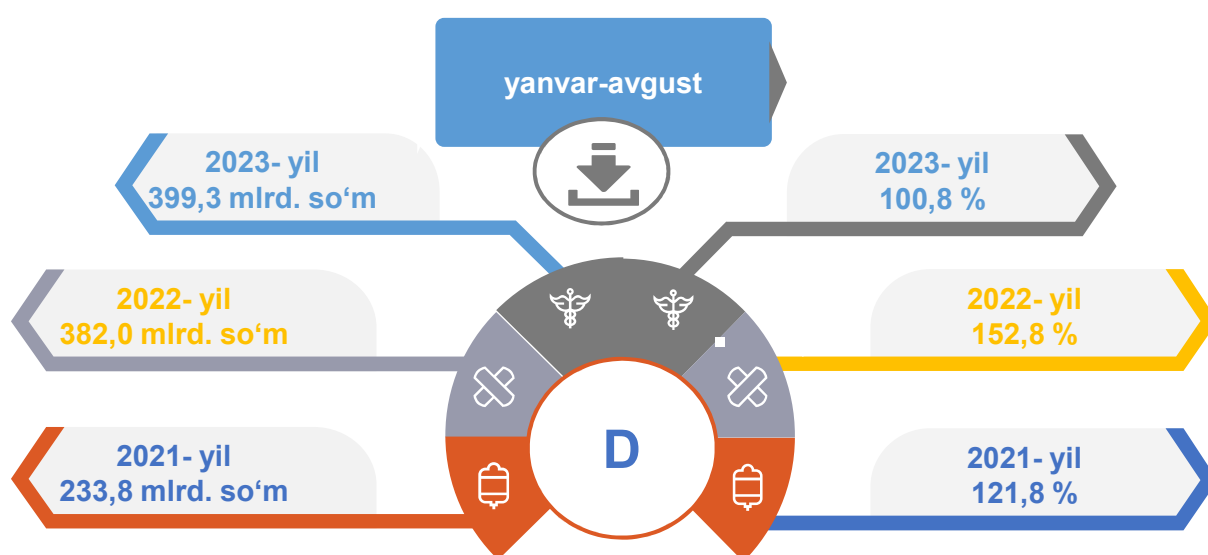 yanvar-avgust
2023- yil
399,3 mlrd. so‘m
2023- yil
100,8 %
2022- yil
382,0 mlrd. so‘m
2022- yil
152,8 %
2021- yil
233,8 mlrd. so‘m
2021- yil
121,8 %
D